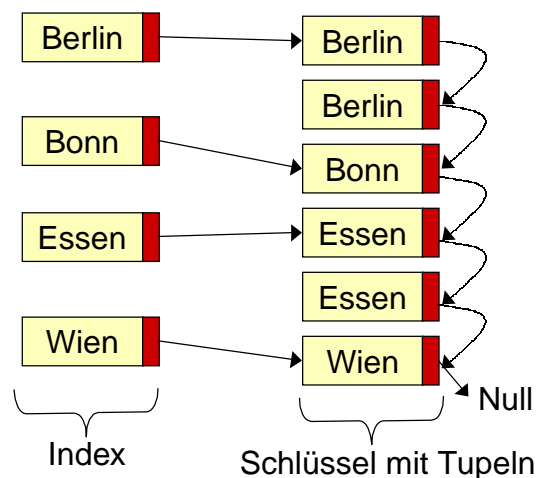 Berlin
Berlin
Berlin
Bonn
Bonn
Essen
Essen
Essen
Wien
Wien
Null
Index
Schlüssel mit Tupeln